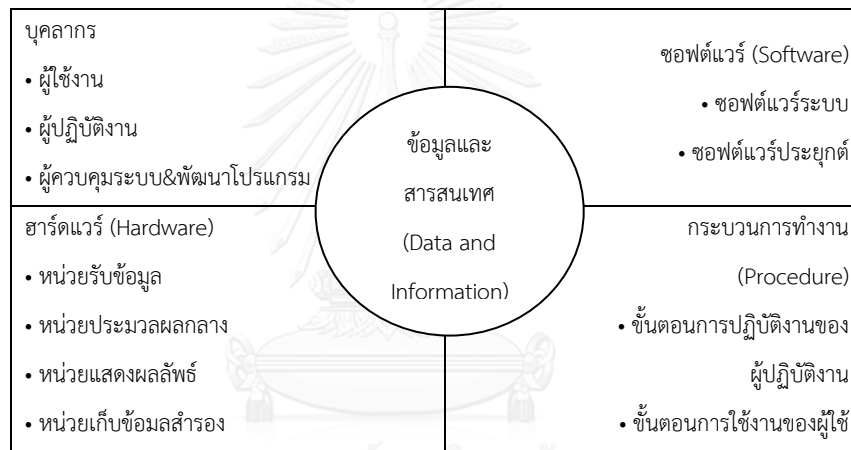 บุคลากร
• ผู้ใช้งาน
• ผู้ปฏิบัติงาน
• ผู้ควบคุมระบบ&พัฒนาโปรแกรม
ซอฟต์แวร์ (Software)
• ซอฟต์แวร์ระบบ
• ซอฟต์แวร์ประยุกต์
ข้อมูลและ
สารสนเทศ
(Data and
Information)
ฮาร์ดแวร์ (Hardware)
• หน่วยรับข้อมูล
• หน่วยประมวลผลกลาง
• หน่วยแสดงผลลัพธ์
• หน่วยเก็บข้อมลสำรอง
กระบวนการทำงาน
(Procedure)
• ขั้นตอนการปฏิบัติงานของ
ผู้ปฏิบัติงาน
• ขั้นตอนการใช้งานของผู้ใช้